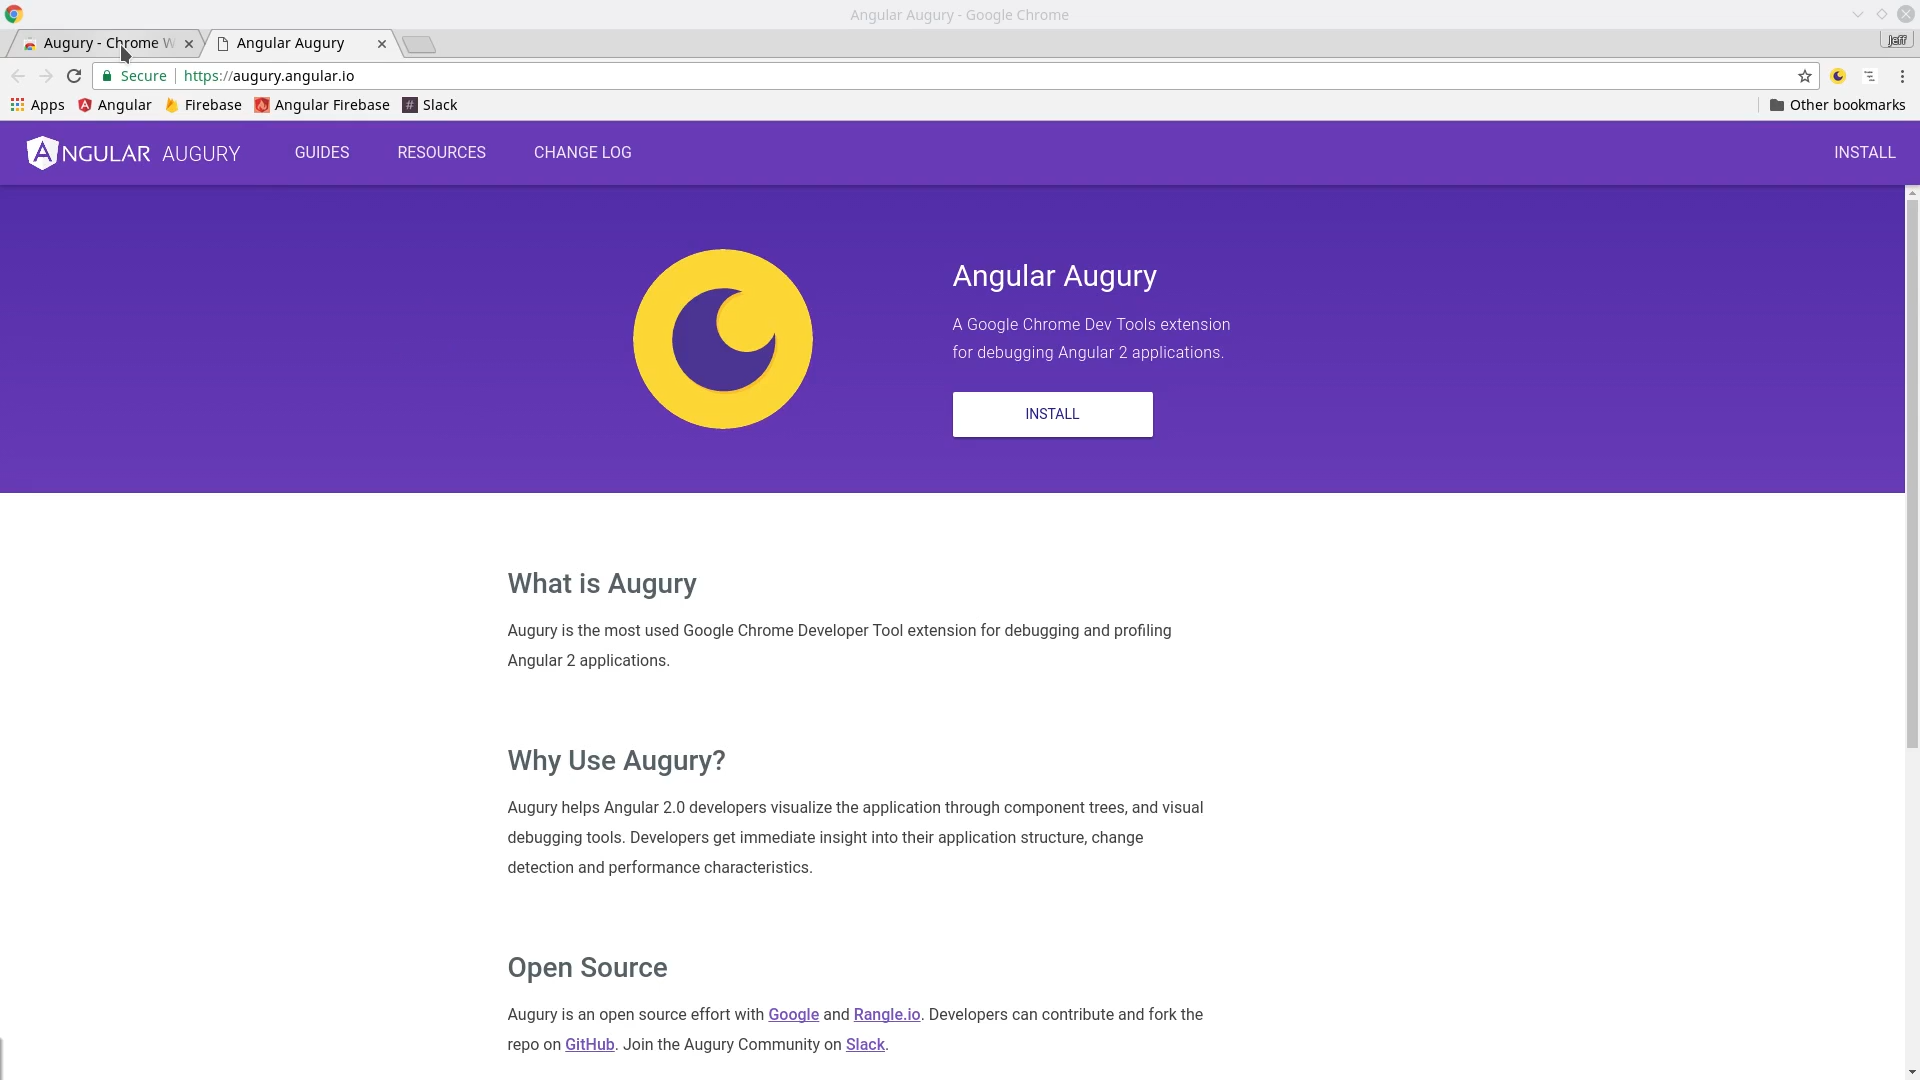 Angular Augury - Google Chrome
Augury - Chrome W
Angular Augury
Jeff
Secure
https://augury.angular.io
Apps
Angular
Firebase
Angular Firebase
Slack
Other bookmarks
ANGULAR AUGURY
GUIDES
RESOURCES
CHANGE LOG
INSTALL
Angular Augury
A Google Chrome Dev Tools extension
for debugging Angular 2 applications.
INSTALL
What is Augury
Augury is the most used Google Chrome Developer Tool extension for debugging and profiling
Angular 2 applications.
Why Use Augury?
Augury helps Angular 2.0 developers visualize the application through component trees, and visual
debugging tools. Developers get immediate insight into their application structure, change
detection and performance characteristics.
Open Source
Augury is an open source effort with Google and Rangle.io. Developers can contribute and fork the
repo on GitHub. Join the Augury Community on Slack.